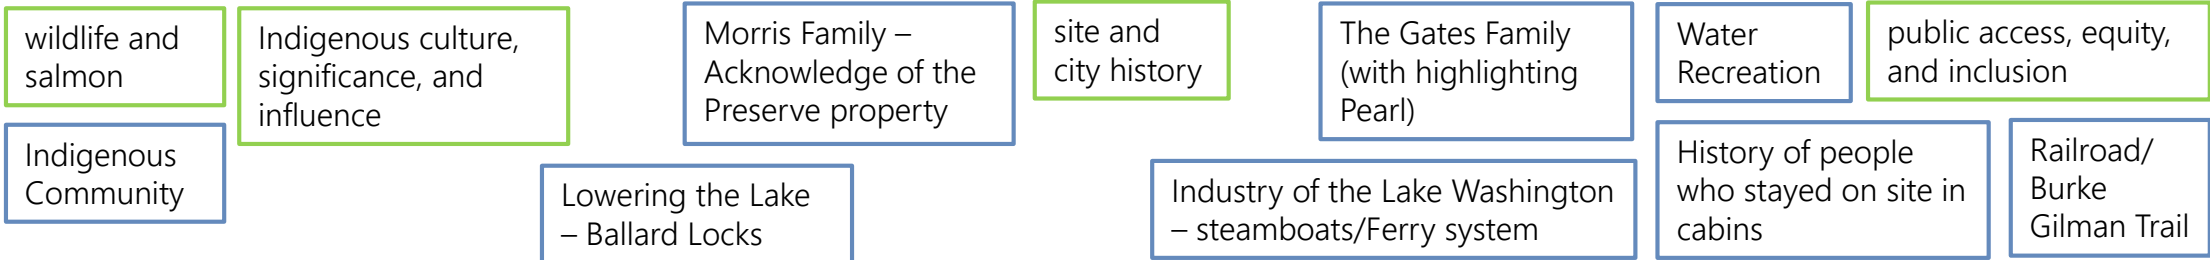 wildlife and
salmon
Indigenous culture,
significance, and
influence
Morris Family –
Acknowledge of the
Preserve property
site and
city history
The Gates Family
(with highlighting
Pearl)
Water
Recreation
public access, equity,
and inclusion
Indigenous
Community
Lowering the Lake
– Ballard Locks
Industry of the Lake Washington
– steamboats/Ferry system
History of people
who stayed on site in
cabins
Railroad/
Burke
Gilman Trail